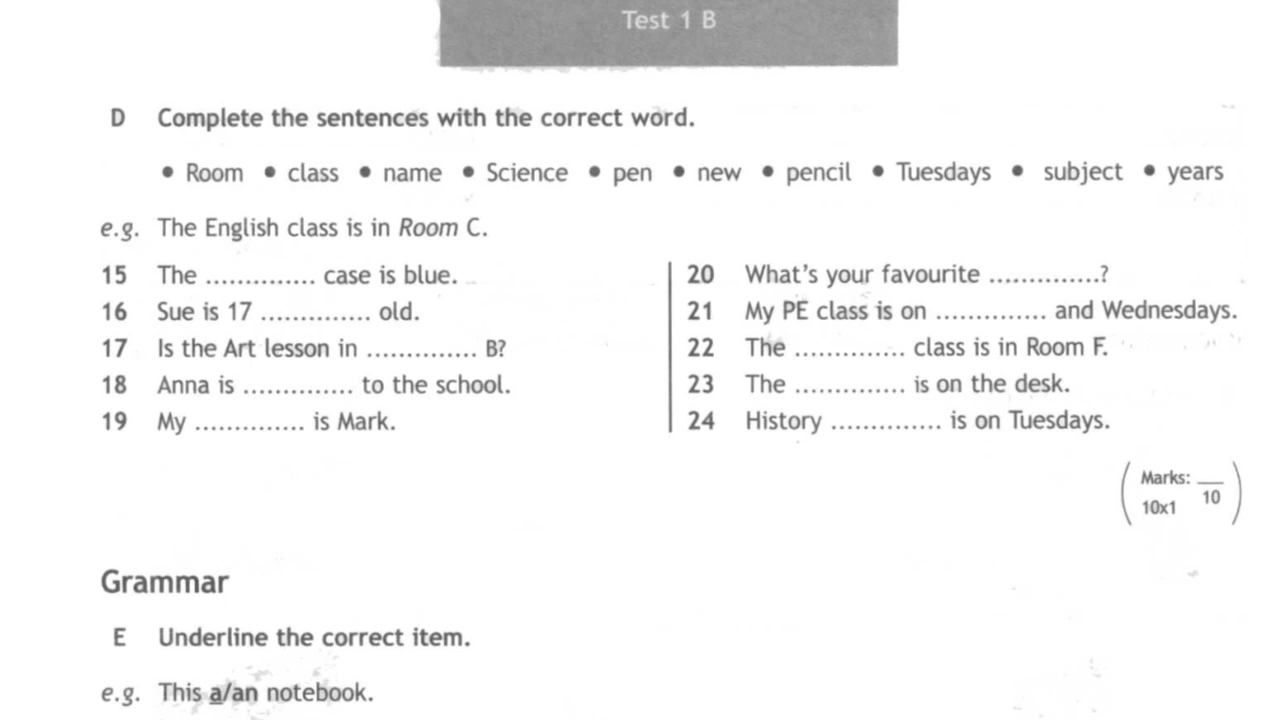 Test 1 B
D Complete the sentences with the correct word.
• Room • class • name • Science • pen • new • pencil • Tuesdays • subject • years
e.g. The English class is in Room C.
15 The .............. case is blue.
16 Sue is 17 .............. old.
17 Is the Art lesson in .............. B?
18 Anna is .............. to the school.
19 My .............. is Mark.
20 What's your favourite ..............?
21 My PE class is on .............. and Wednesdays.
22 The .............. class is in Room F.
23 The .............. is on the desk.
24 History .............. is on Tuesdays.
Marks: __
10x1 10
Grammar
E Underline the correct item.
e.g. This a/an notebook.